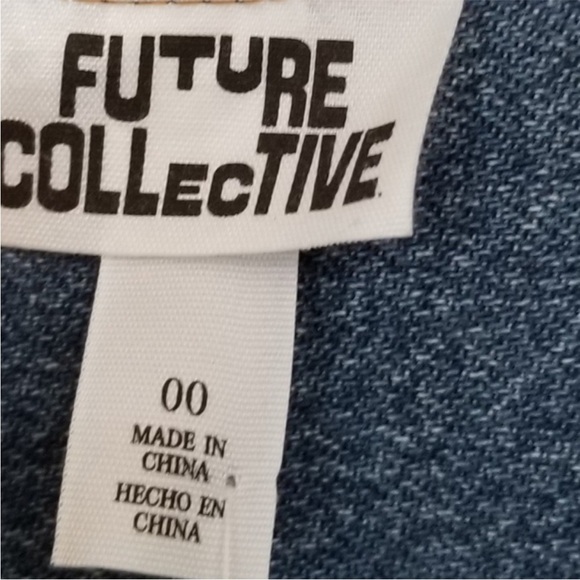 FUTURE
COLLECTIVE.
00
MADE IN
CHINA
HECHO EN
CHINA